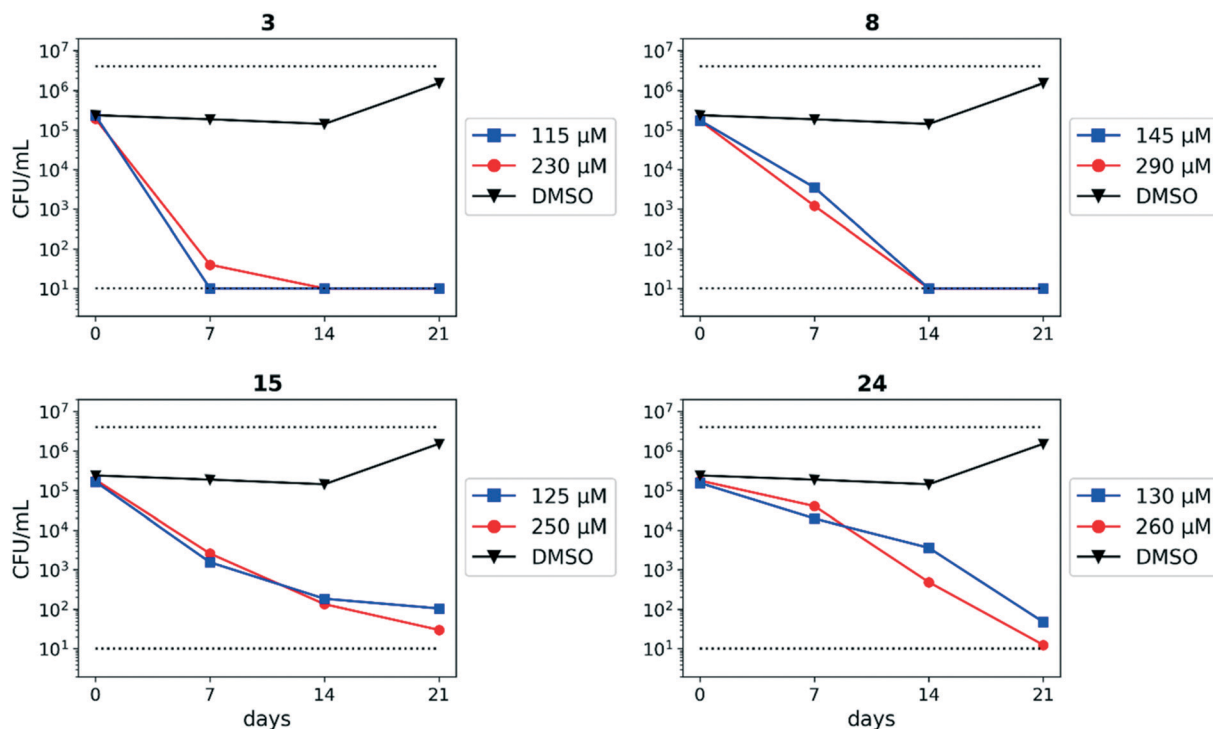 3
10⁷
10⁶
10⁵
10⁴
10³
10²
10¹
CFU/mL
0 7 14 21
115 μM
230 μM
DMSO
8
10⁷
10⁶
10⁵
10⁴
10³
10²
10¹
0 7 14 21
145 μM
290 μM
DMSO
15
10⁷
10⁶
10⁵
10⁴
10³
10²
10¹
CFU/mL
0 7 14 21
days
125 μM
250 μM
DMSO
24
10⁷
10⁶
10⁵
10⁴
10³
10²
10¹
0 7 14 21
days
130 μM
260 μM
DMSO